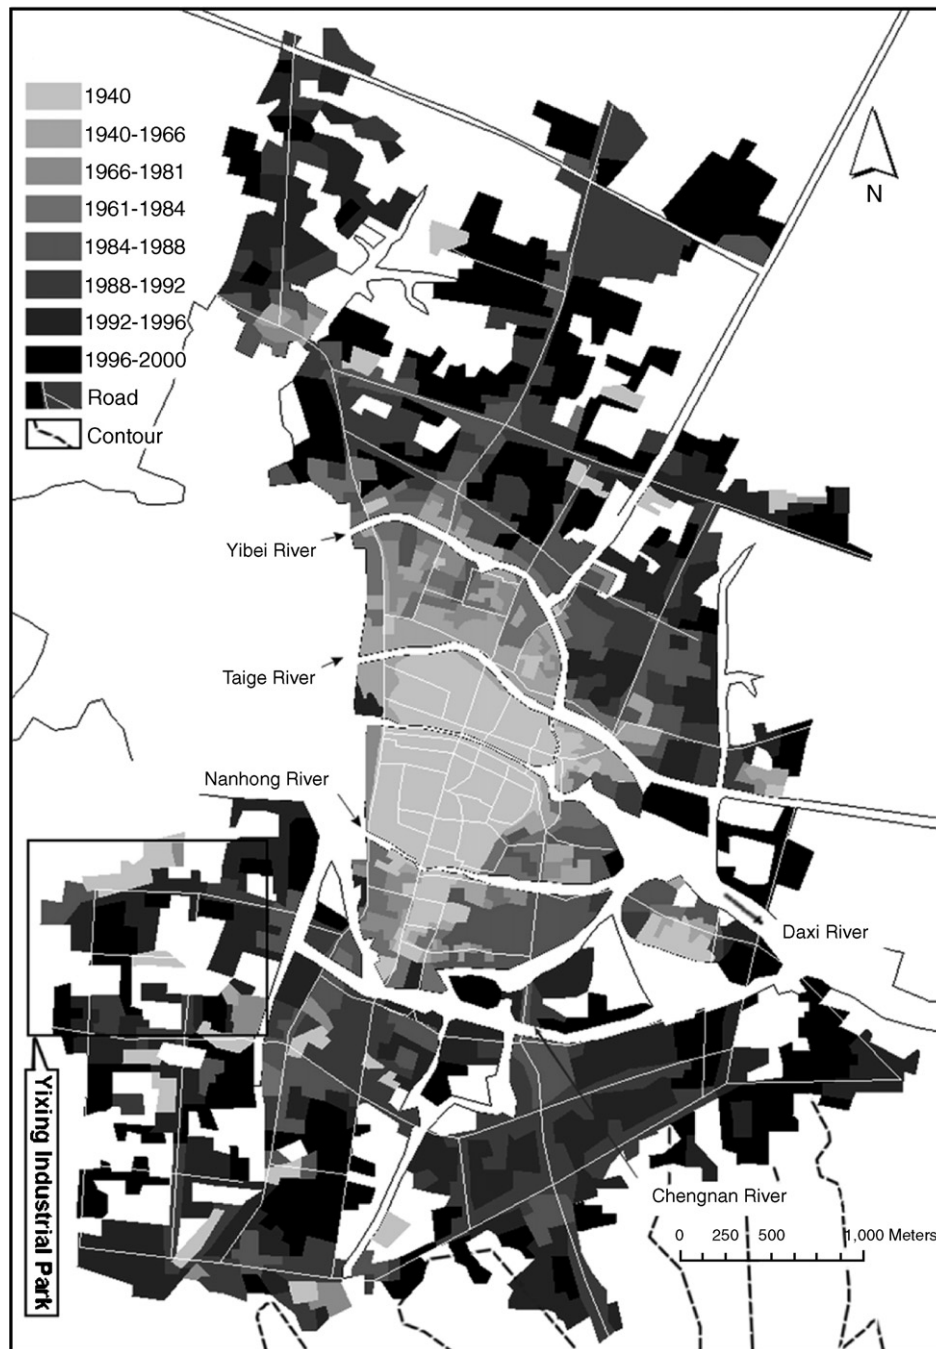 1940
1940-1966
1966-1981
1961-1984
1984-1988
1988-1992
1992-1996
1996-2000
Road
Contour
N
Yibei River
Taige River
Nanhong River
Daxi River
Yixing Industrial Park
Chengnan River
0 250 500 1,000 Meters